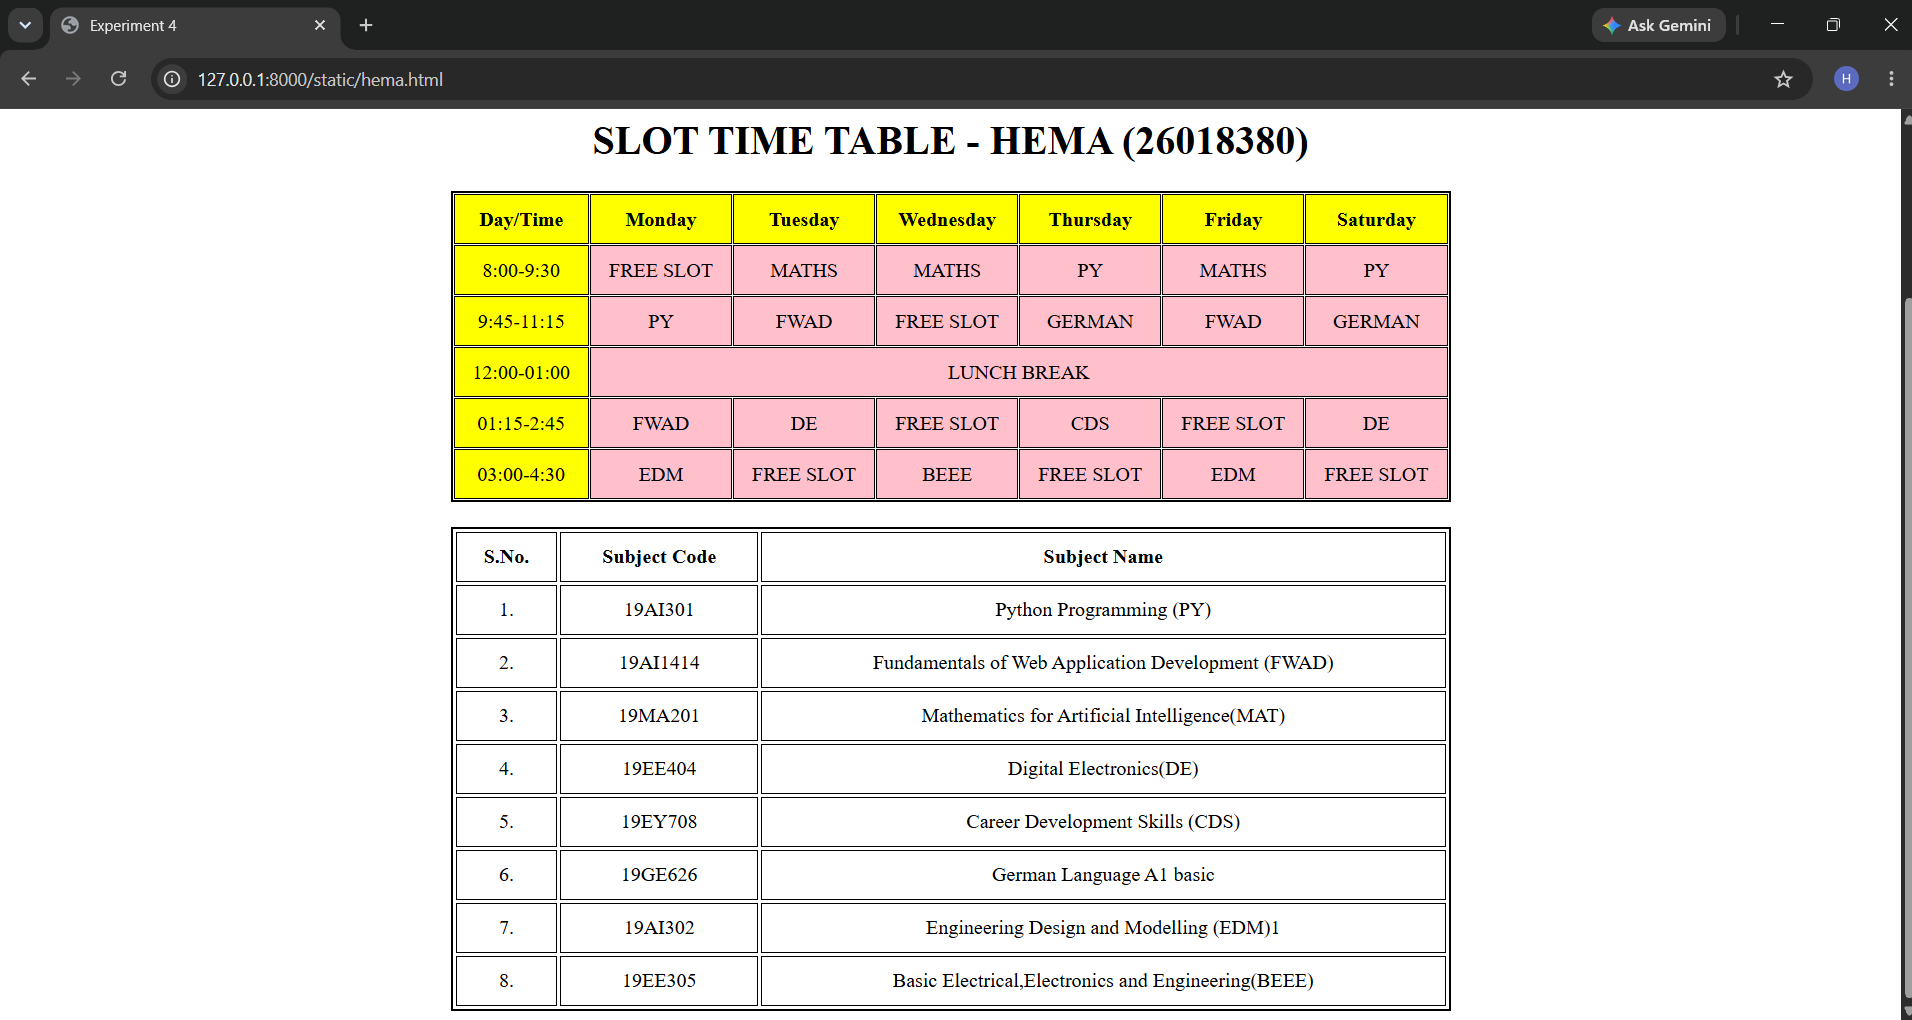 Experiment 4
Ask Gemini
127.0.0.1:8000/static/hema.html
H
SLOT TIME TABLE - HEMA (26018380)
Day/Time Monday Tuesday Wednesday Thursday Friday Saturday
8:00-9:30 FREE SLOT MATHS MATHS PY MATHS PY
9:45-11:15 PY FWAD FREE SLOT GERMAN FWAD GERMAN
12:00-01:00 LUNCH BREAK
01:15-2:45 FWAD DE FREE SLOT CDS FREE SLOT DE
03:00-4:30 EDM FREE SLOT BEEE FREE SLOT EDM FREE SLOT
S.No. Subject Code Subject Name
1. 19AI301 Python Programming (PY)
2. 19AI1414 Fundamentals of Web Application Development (FWAD)
3. 19MA201 Mathematics for Artificial Intelligence(MAT)
4. 19EE404 Digital Electronics(DE)
5. 19EY708 Career Development Skills (CDS)
6. 19GE626 German Language A1 basic
7. 19AI302 Engineering Design and Modelling (EDM)1
8. 19EE305 Basic Electrical,Electronics and Engineering(BEEE)